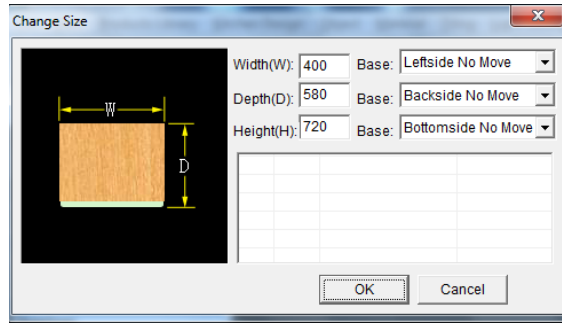 Change Size
Width(W): 400 Base: Leftside No Move
Depth(D): 580 Base: Backside No Move
Height(H): 720 Base: Bottomside No Move
W
D
OK Cancel